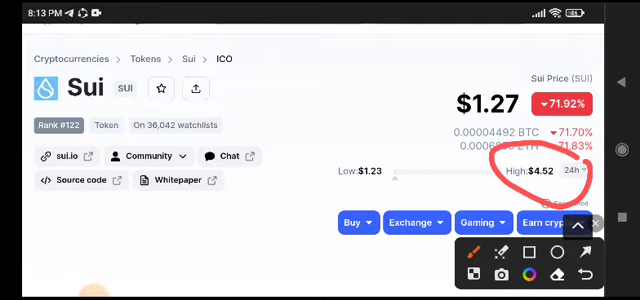 8:13 PM
Cryptocurrencies > Tokens > Sui > ICO
Sui SUI
Sui Price (SUI)
$1.27 71.92%
Rank #122 Token On 36,042 watchlists
0.00004492 BTC 71.70%
ETH 71.83%
sui.io Community Chat
Low:$1.23 High:$4.52 24h
Source code Whitepaper
Buy Exchange Gaming Earn